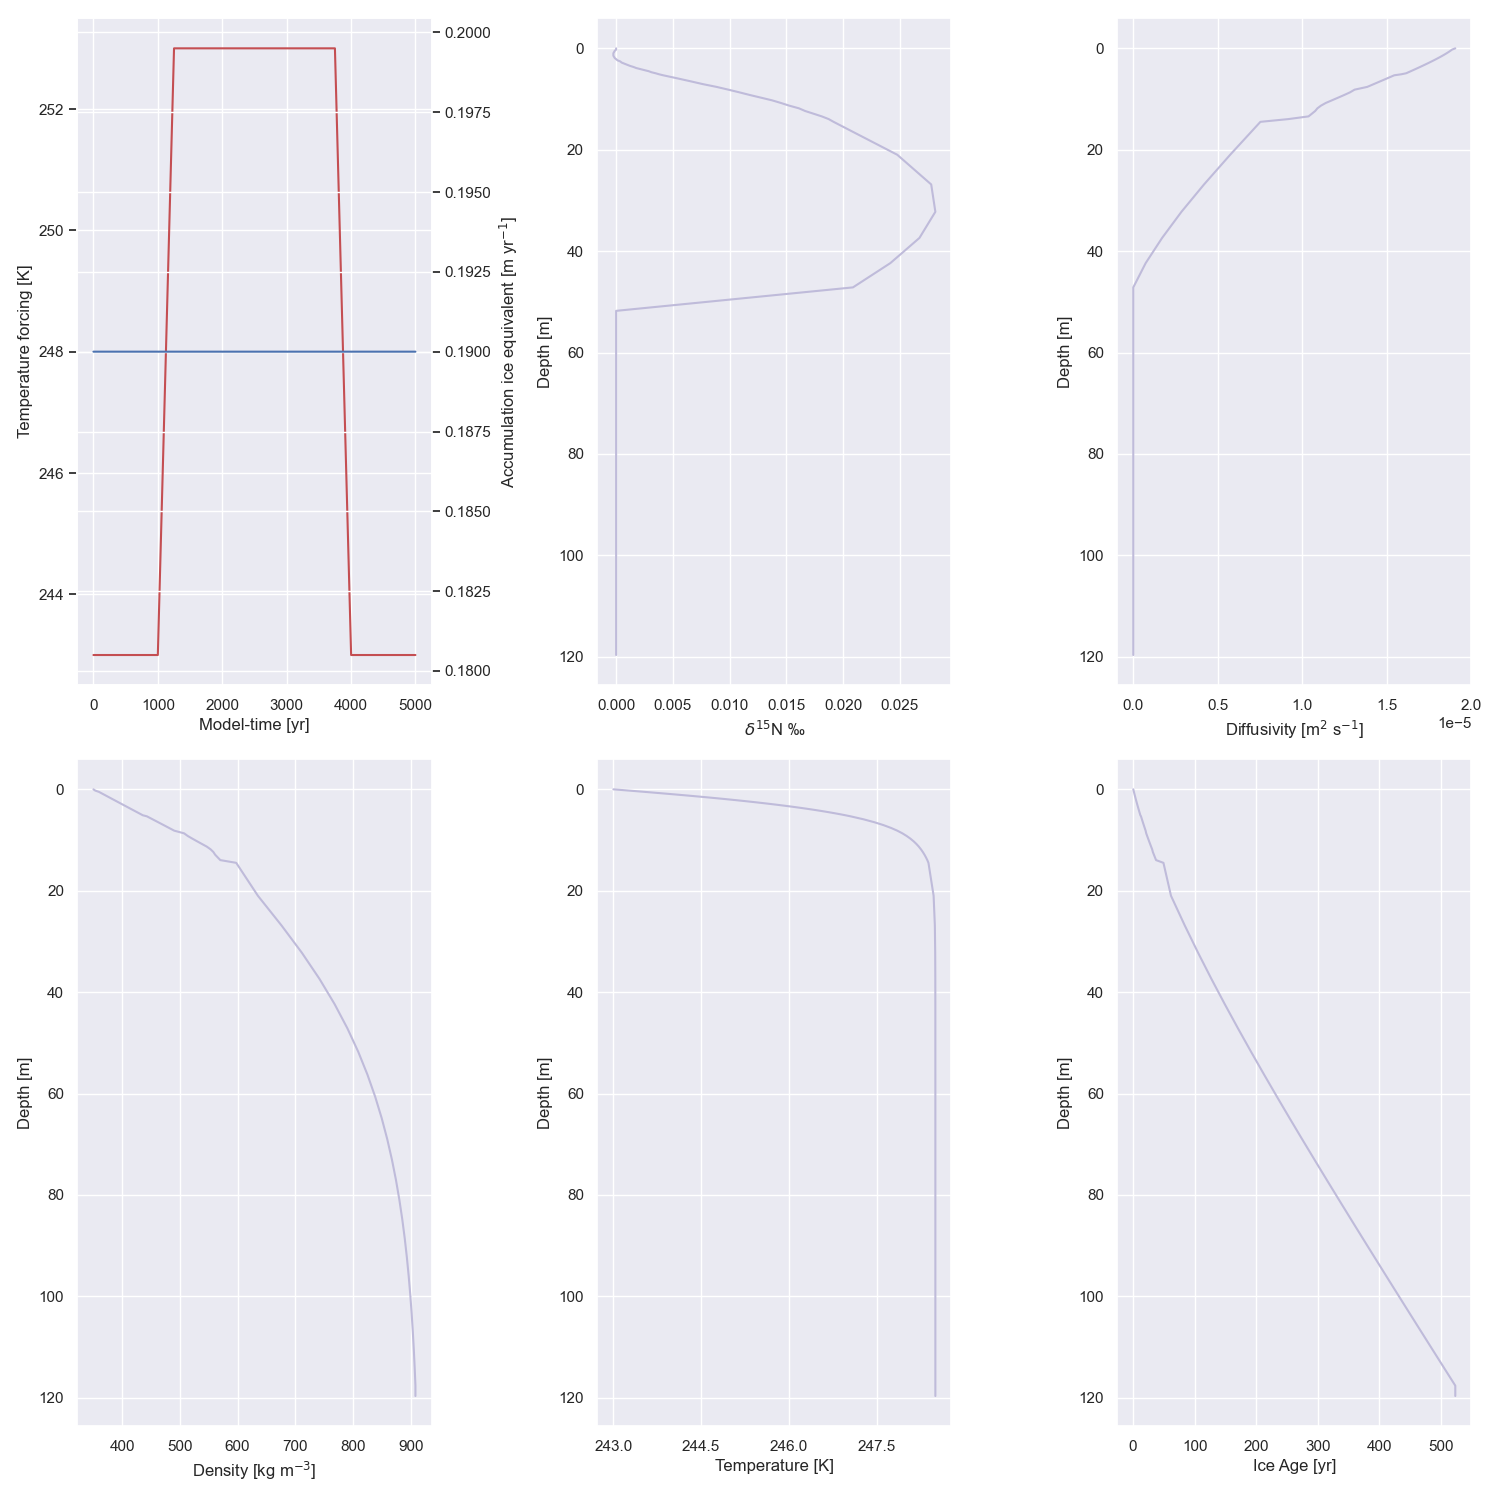 252
250
248
246
244
Temperature forcing [K]
0 1000 2000 3000 4000 5000
Model-time [yr]
0.2000
0.1975
0.1950
0.1925
0.1900
0.1875
0.1850
0.1825
0.1800
Accumulation ice equivalent [m yr⁻¹]
0
20
40
60
80
100
120
Depth [m]
0.000 0.005 0.010 0.015 0.020 0.025
δ¹⁵N ‰
0
20
40
60
80
100
120
Depth [m]
0.0 0.5 1.0 1.5 2.0
1e−5
Diffusivity [m² s⁻¹]
0
20
40
60
80
100
120
Depth [m]
400 500 600 700 800 900
Density [kg m⁻³]
0
20
40
60
80
100
120
Depth [m]
243.0 244.5 246.0 247.5
Temperature [K]
0
20
40
60
80
100
120
Depth [m]
0 100 200 300 400 500
Ice Age [yr]